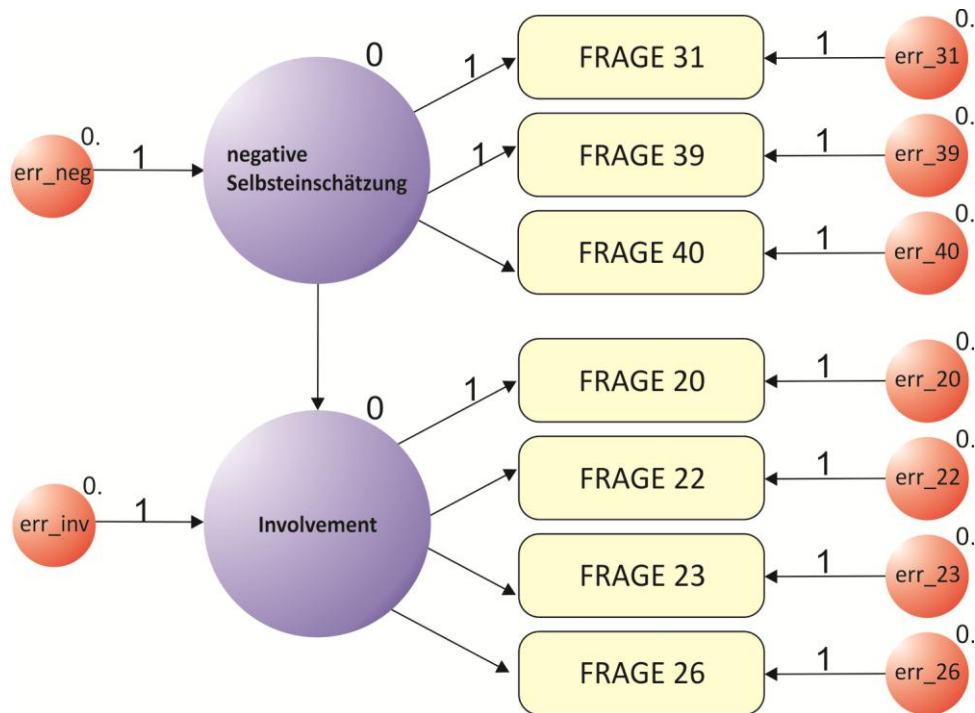 0
1
FRAGE 31
1
err_31
0.
err_neg
0.
1
negative
Selbsteinschätzung
1
FRAGE 39
1
err_39
0.
FRAGE 40
1
err_40
0.
0
1
FRAGE 20
1
err_20
0.
FRAGE 22
1
err_22
0.
err_inv
0.
1
Involvement
FRAGE 23
1
err_23
0.
FRAGE 26
1
err_26
0.